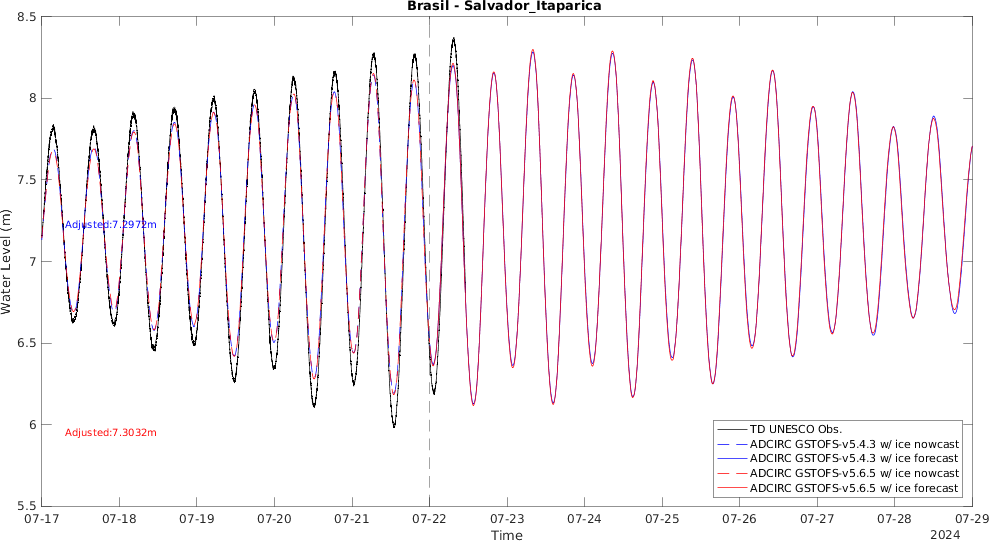 Brasil - Salvador_Itaparica
8.5
8
7.5
7
6.5
6
5.5
Water Level (m)
Adjusted:7.2972m
Adjusted:7.3032m
TD UNESCO Obs.
ADCIRC GSTOFS-v5.4.3 w/ ice nowcast
ADCIRC GSTOFS-v5.4.3 w/ ice forecast
ADCIRC GSTOFS-v5.6.5 w/ ice nowcast
ADCIRC GSTOFS-v5.6.5 w/ ice forecast
07-17 07-18 07-19 07-20 07-21 07-22 07-23 07-24 07-25 07-26 07-27 07-28 07-29
Time
2024